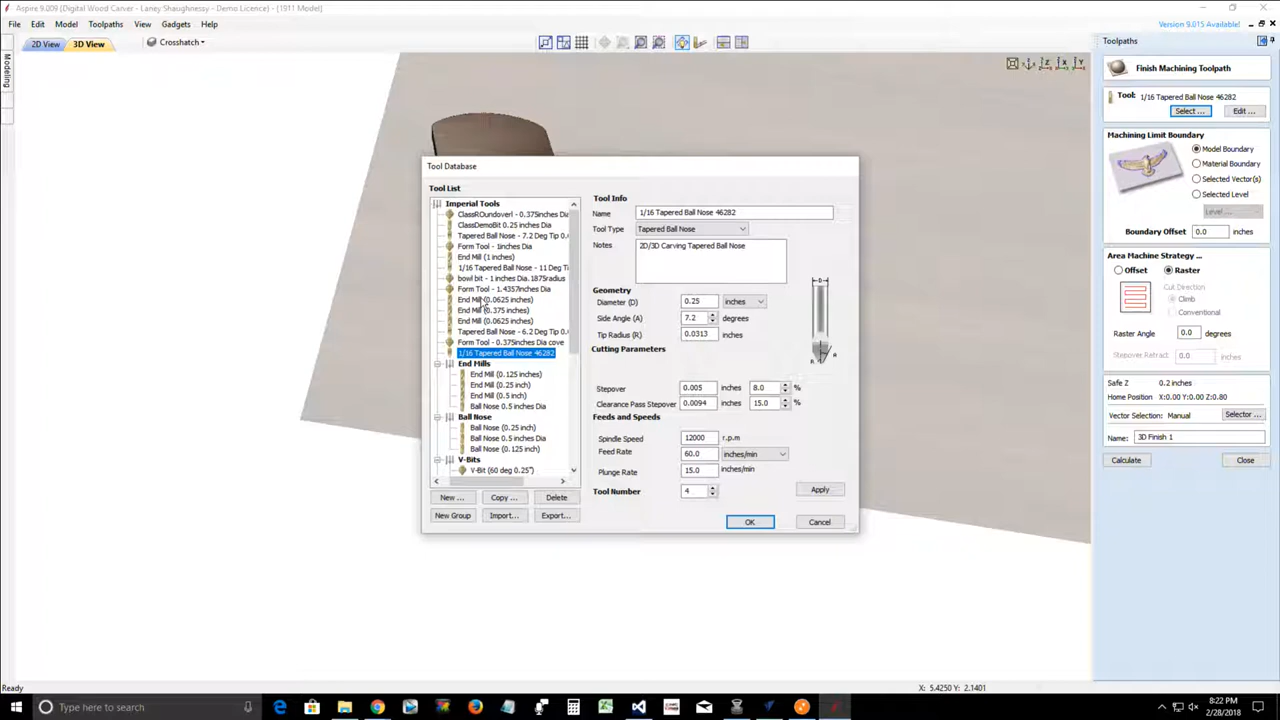 Aspire 9.009 (Digital Wood Carver - Laney Shaughnessy - Demo Licence) - [1911 Model]
File Edit Model Toolpaths View Gadgets Help
Version 9.015 Available!
2D View 3D View Crosshatch
Modeling
Toolpaths
Finish Machining Toolpath
Tool: 1/16 Tapered Ball Nose 46282
Select ... Edit ...
Machining Limit Boundary
Model Boundary
Material Boundary
Selected Vector(s)
Selected Level
Level ...
Boundary Offset 0.0 inches
Area Machine Strategy ...
Offset Raster
Cut Direction
Climb
Conventional
Raster Angle 0.0 degrees
Stepover Retract 0.0 inches
Safe Z 0.2 inches
Home Position X:0.00 Y:0.00 Z:0.80
Vector Selection: Manual Selector ...
Name: 3D Finish 1
Calculate Close
Tool Database
Tool List
Imperial Tools
ClassROundoverI - 0.375inches Dia
ClassDemoBit 0.25 inch Dia
Tapered Ball Nose - 7.2 Deg Tip 0.
Form Tool - 1inches Dia
End Mill (1 inches)
1/16 Tapered Ball Nose - 11 Deg Ti
bowl bit - 1 inches Dia. 1875radius
Form Tool - 1.4357inches Dia
End Mill (0.0625 inches)
End Mill (0.375 inches)
End Mill (0.0625 inches)
Tapered Ball Nose - 6.2 Deg Tip 0.
Form Tool - 0.375inches Dia cove
1/16 Tapered Ball Nose 46282
End Mills
End Mill (0.125 inches)
End Mill (0.25 inch)
End Mill (0.5 inch)
Ball Nose 0.5 inches Dia
Ball Nose
Ball Nose (0.25 inch)
Ball Nose 0.5 inches Dia
Ball Nose (0.125 inch)
V-Bits
V-Bit (60 deg 0.25")
New ... Copy ... Delete
New Group Import... Export...
Tool Info
Name 1/16 Tapered Ball Nose 46282
Tool Type Tapered Ball Nose
Notes 2D/3D Carving Tapered Ball Nose
Geometry
Diameter (D) 0.25 inches
Side Angle (A) 7.2 degrees
Tip Radius (R) 0.0313 inches
D
R R
Cutting Parameters
Stepover 0.005 inches 8.0 %
Clearance Pass Stepover 0.0094 inches 15.0 %
Feeds and Speeds
Spindle Speed 12000 r.p.m
Feed Rate 60.0 inches/min
Plunge Rate 15.0 inches/min
Tool Number 4
Apply
OK Cancel
Ready
X: 5.4250 Y: 2.1401
Type here to search
8:22 PM
2/28/2018